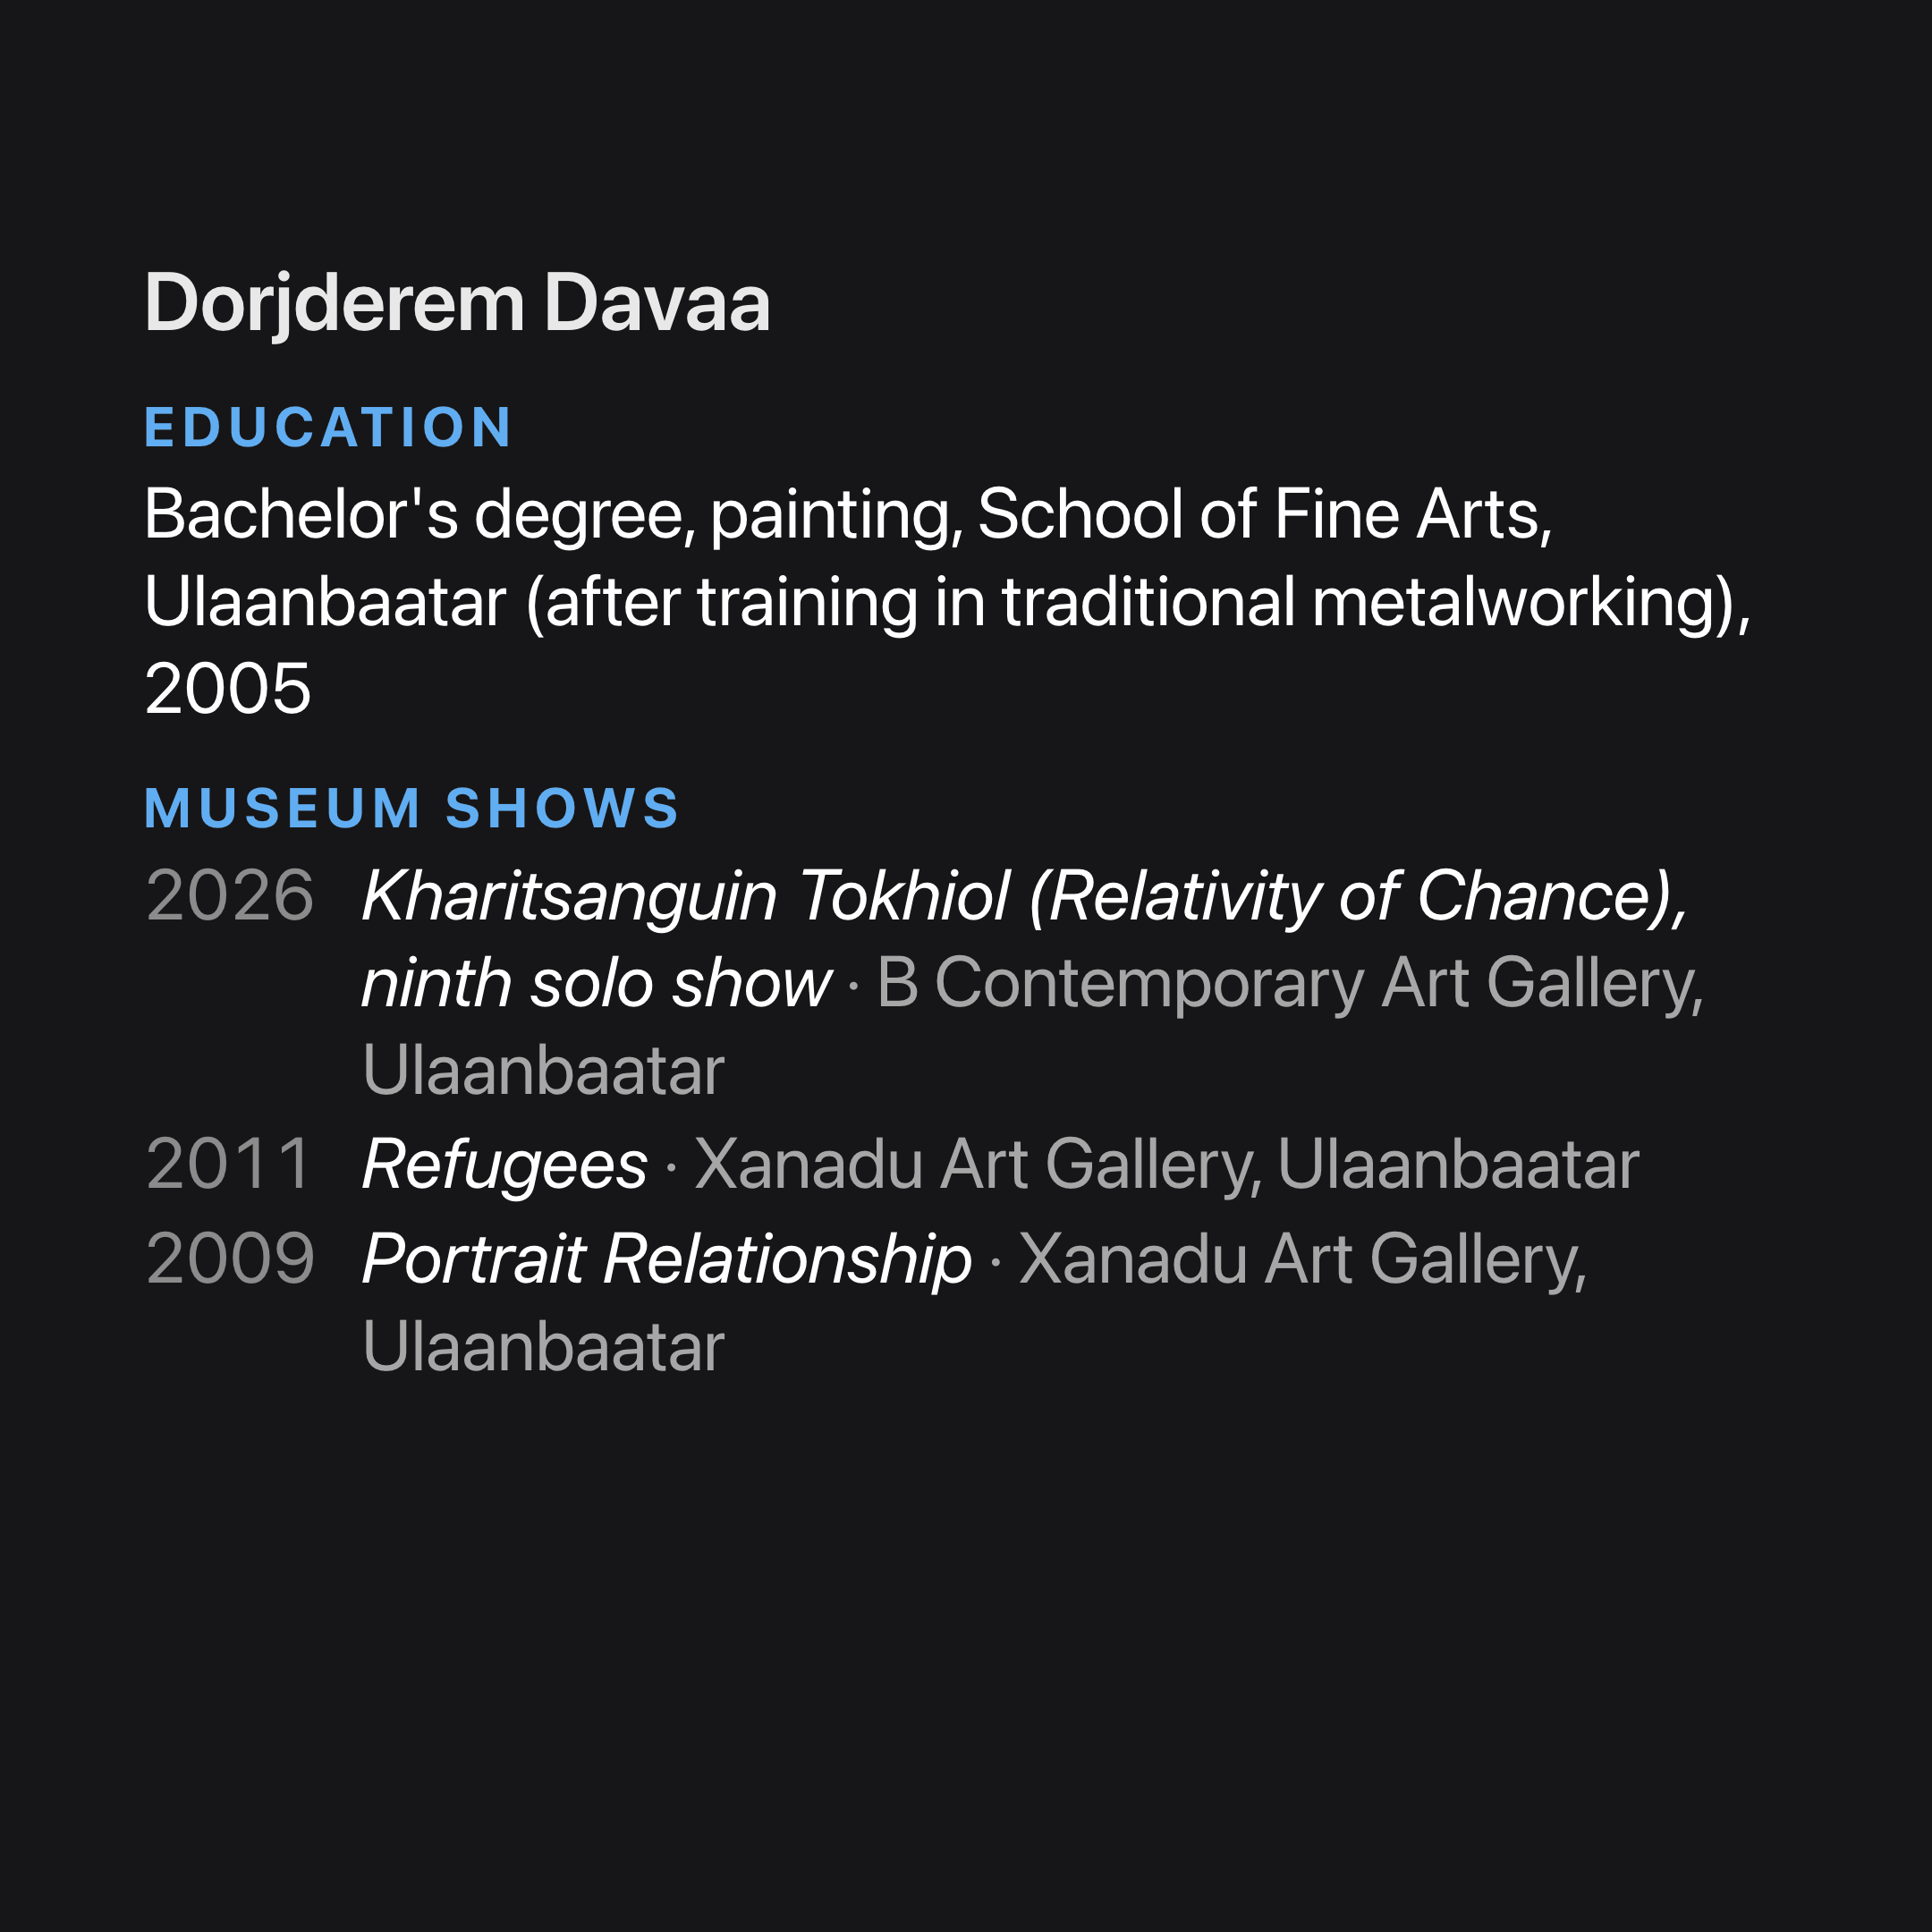 Dorjderem Davaa
EDUCATION
Bachelor's degree, painting, School of Fine Arts,
Ulaanbaatar (after training in traditional metalworking),
2005
MUSEUM SHOWS
2026 Kharitsanguin Tokhiol (Relativity of Chance),
ninth solo show · B Contemporary Art Gallery,
Ulaanbaatar
2011 Refugees · Xanadu Art Gallery, Ulaanbaatar
2009 Portrait Relationship · Xanadu Art Gallery,
Ulaanbaatar